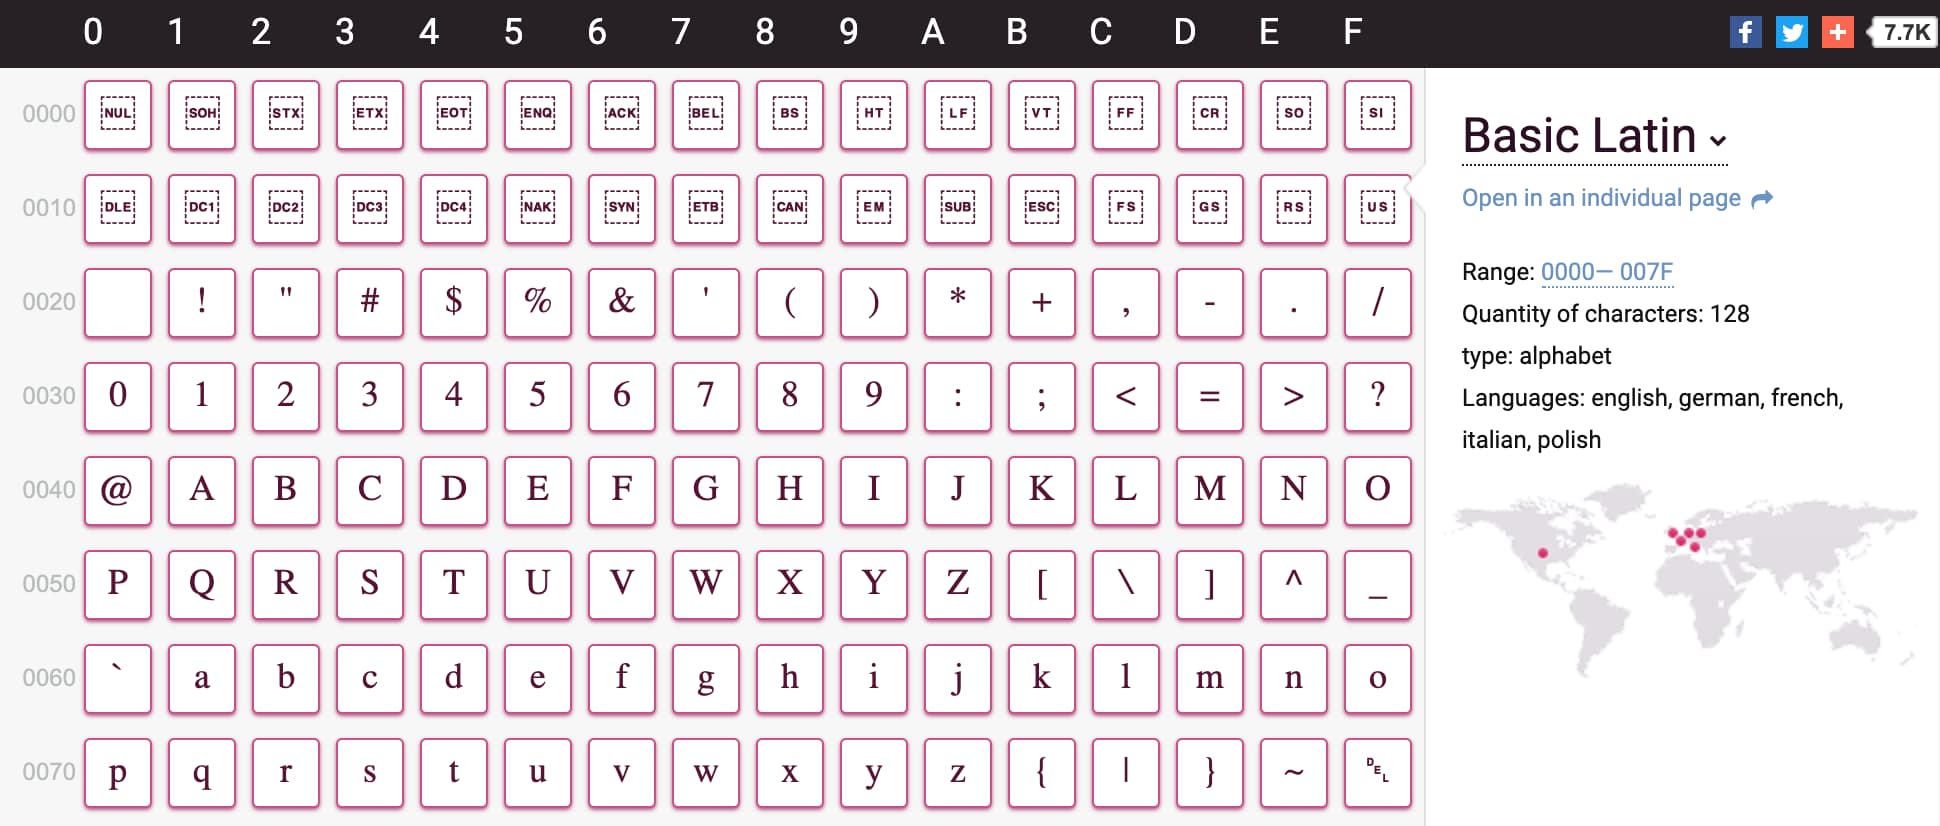 0 1 2 3 4 5 6 7 8 9 A B C D E F
f + 7.7K
0000 NUL SOH STX ETX EOT ENQ ACK BEL BS HT LF VT FF CR SO SI
0010 DLE DC1 DC2 DC3 DC4 NAK SYN ETB CAN EM SUB ESC FS GS RS US
0020 ! " # $ % & ' ( ) * + , - . /
0030 0 1 2 3 4 5 6 7 8 9 : ; < = > ?
0040 @ A B C D E F G H I J K L M N O
0050 P Q R S T U V W X Y Z [ \ ] ^ _
0060 ` a b c d e f g h i j k l m n o
0070 p q r s t u v w x y z { | } ~ DEL
Basic Latin
Open in an individual page
Range: 0000— 007F
Quantity of characters: 128
type: alphabet
Languages: english, german, french,
italian, polish